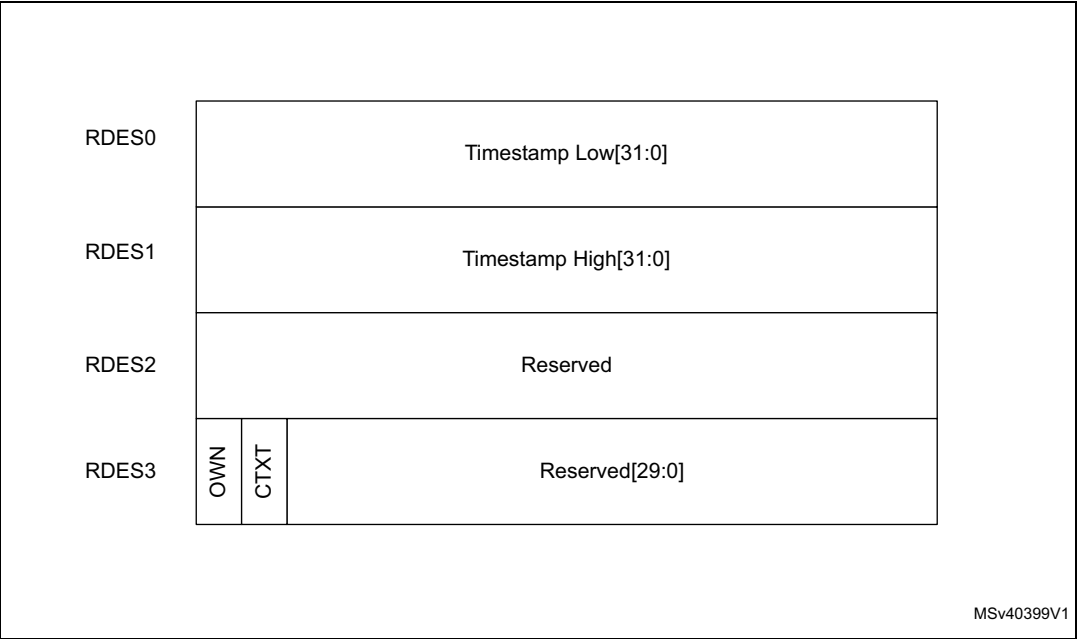 RDES0
Timestamp Low[31:0]
RDES1
Timestamp High[31:0]
RDES2
Reserved
RDES3
OWN
CTXT
Reserved[29:0]
MSv40399V1